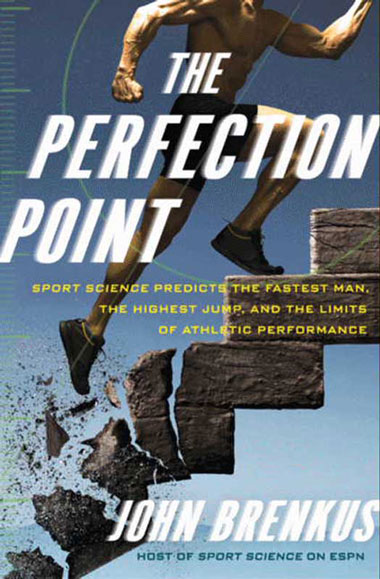 THE
PERFECTION
POINT
SPORT SCIENCE PREDICTS THE FASTEST MAN,
THE HIGHEST JUMP, AND THE LIMITS
OF ATHLETIC PERFORMANCE
JOHN BRENKUS
HOST OF SPORT SCIENCE ON ESPN